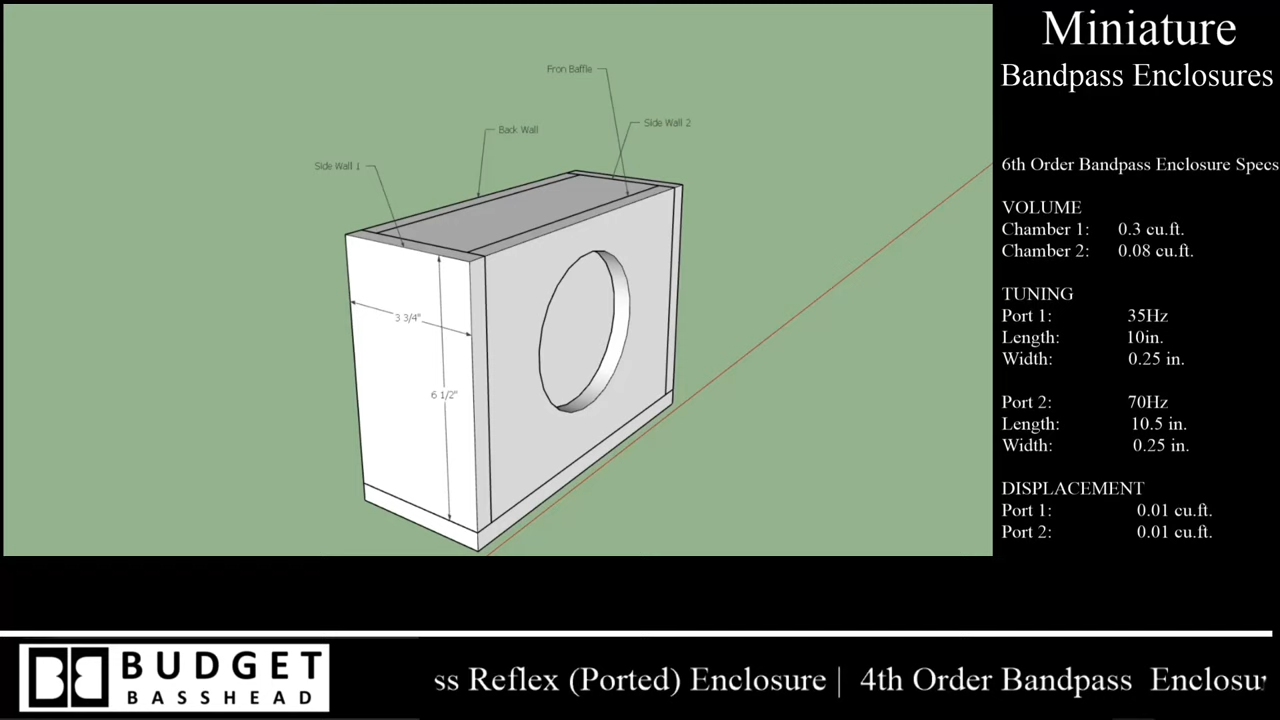 Miniature
Bandpass Enclosures
Fron Baffle
Side Wall 2
Back Wall
Side Wall 1
3 3/4"
6 1/2"
6th Order Bandpass Enclosure Specs
VOLUME
Chamber 1: 0.3 cu.ft.
Chamber 2: 0.08 cu.ft.
TUNING
Port 1: 35Hz
Length: 10in.
Width: 0.25 in.
Port 2: 70Hz
Length: 10.5 in.
Width: 0.25 in.
DISPLACEMENT
Port 1: 0.01 cu.ft.
Port 2: 0.01 cu.ft.
BUDGET
BASSHEAD
ss Reflex (Ported) Enclosure | 4th Order Bandpass Enclosur